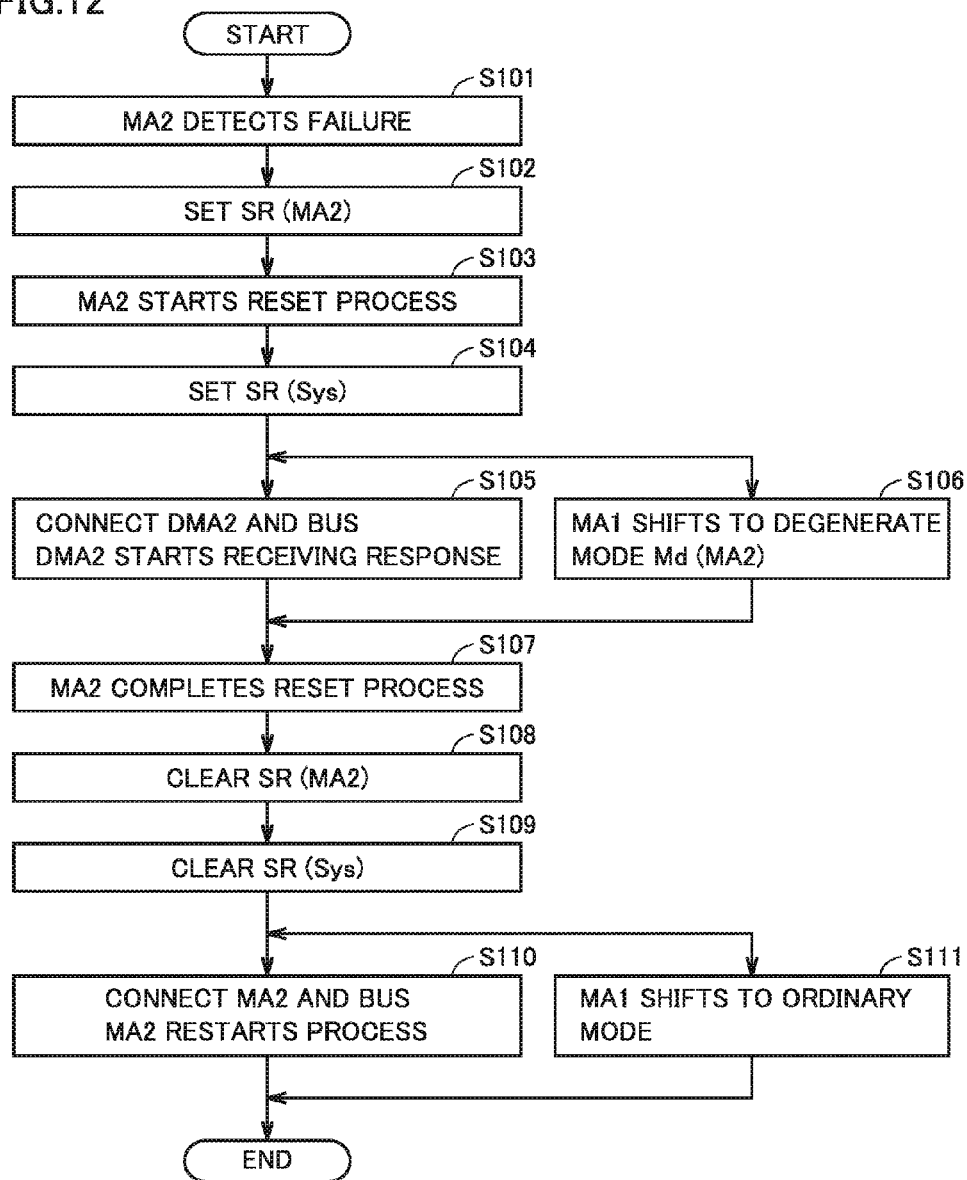 FIG.12
START
S101
MA2 DETECTS FAILURE
S102
SET SR (MA2)
S103
MA2 STARTS RESET PROCESS
S104
SET SR (Sys)
S105
CONNECT DMA2 AND BUS
DMA2 STARTS RECEIVING RESPONSE
S106
MA1 SHIFTS TO DEGENERATE
MODE Md (MA2)
S107
MA2 COMPLETES RESET PROCESS
S108
CLEAR SR (MA2)
S109
CLEAR SR (Sys)
S110
CONNECT MA2 AND BUS
MA2 RESTARTS PROCESS
S111
MA1 SHIFTS TO ORDINARY
MODE
END